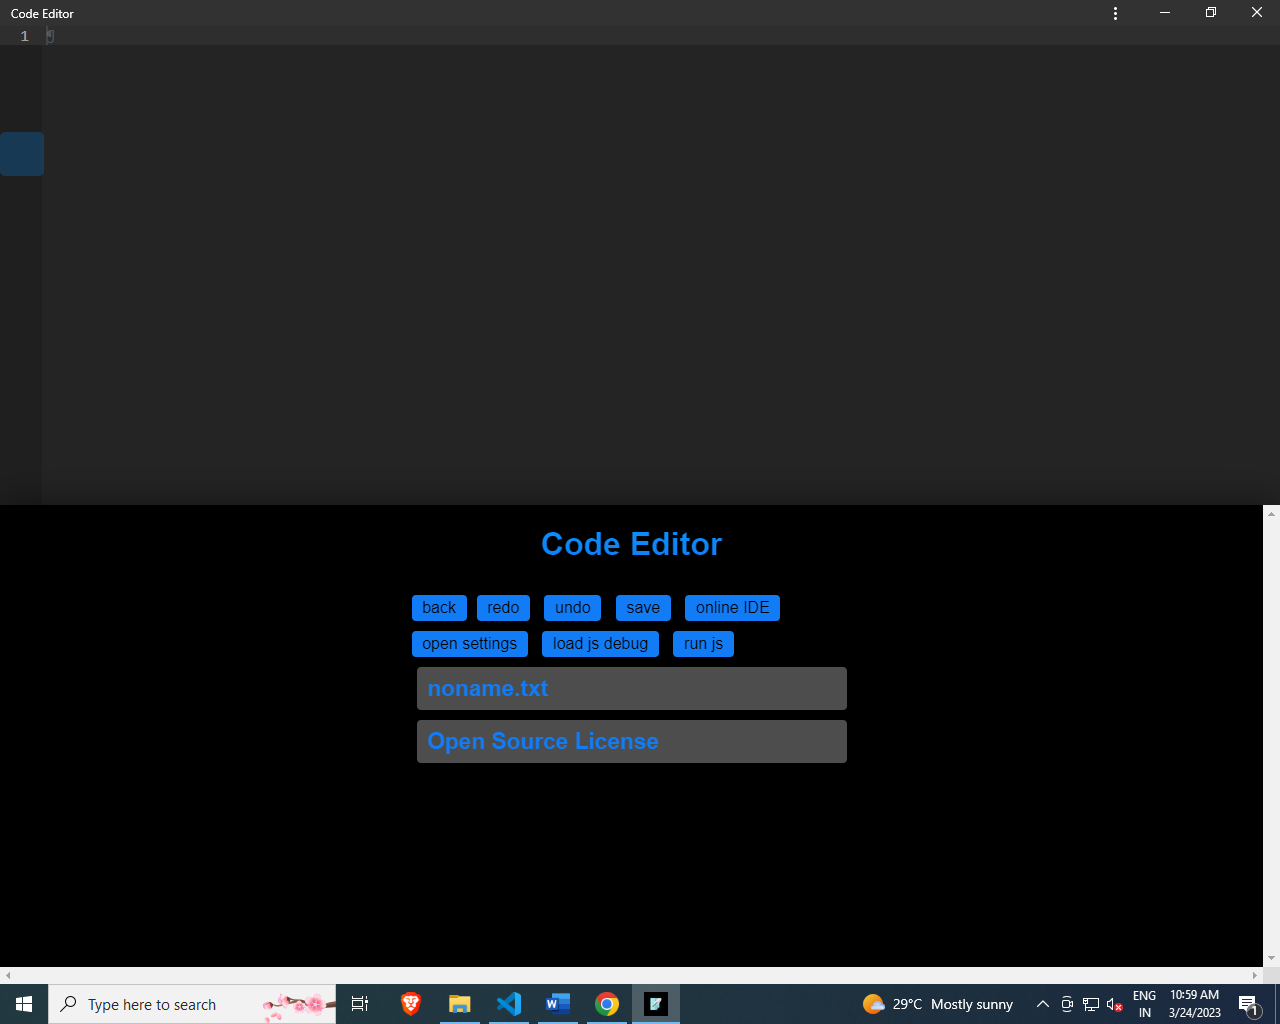 Code Editor
1 ¶
Code Editor
back redo undo save online IDE
open settings load js debug run js
noname.txt
Open Source License
Type here to search
29°C Mostly sunny
ENG
IN
10:59 AM
3/24/2023
1